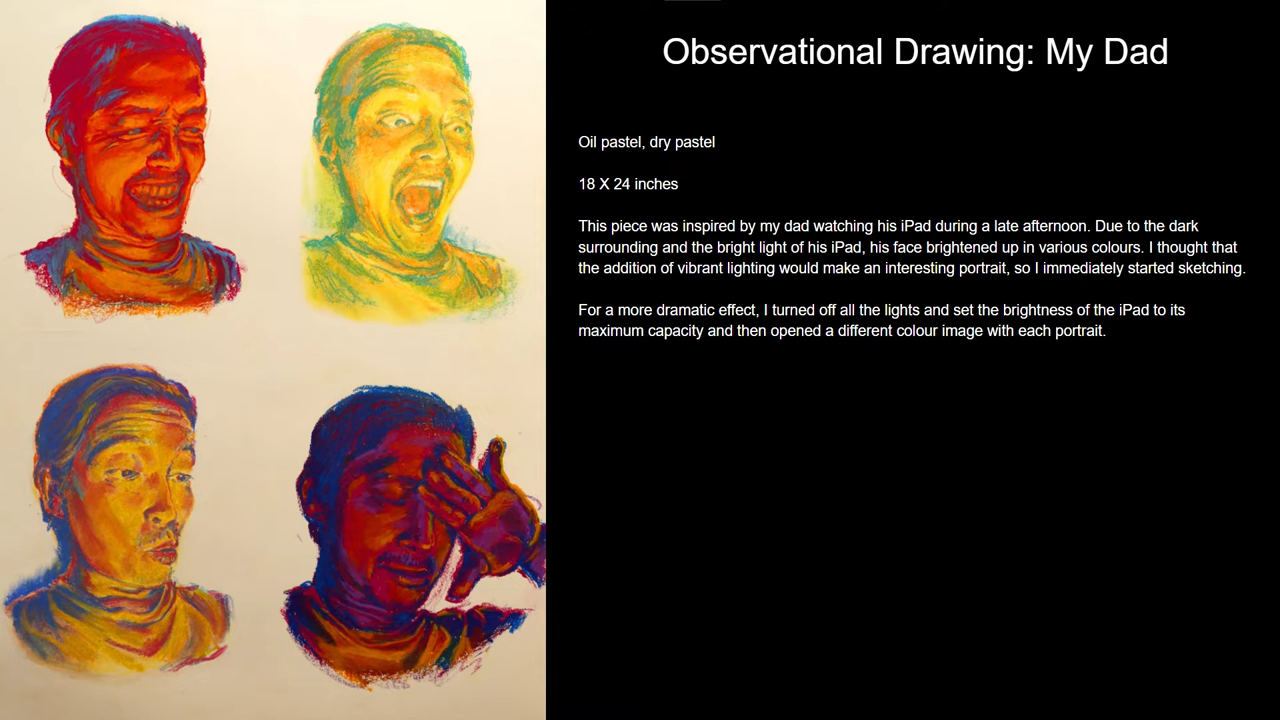 Observational Drawing: My Dad
Oil pastel, dry pastel
18 X 24 inches
This piece was inspired by my dad watching his iPad during a late afternoon. Due to the dark
surrounding and the bright light of his iPad, his face brightened up in various colours. I thought that
the addition of vibrant lighting would make an interesting portrait, so I immediately started sketching.
For a more dramatic effect, I turned off all the lights and set the brightness of the iPad to its
maximum capacity and then opened a different colour image with each portrait.